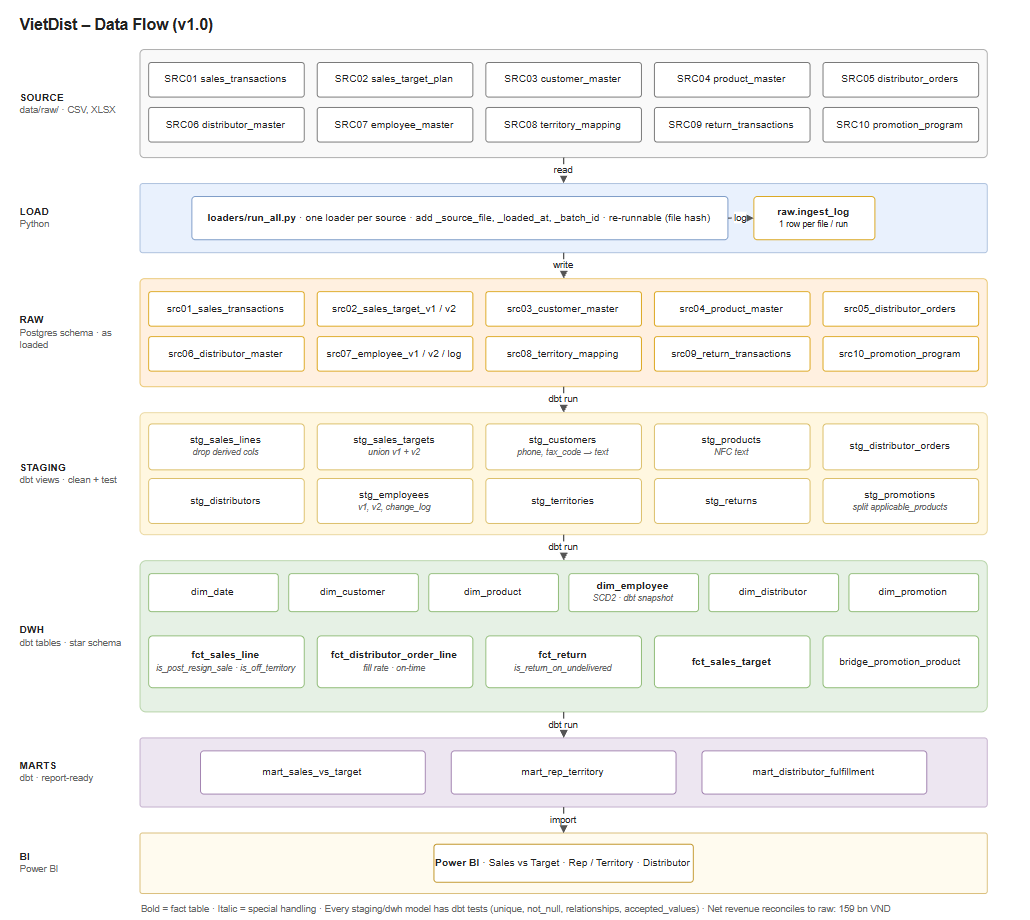 VietDist – Data Flow (v1.0)
SOURCE
data/raw/ · CSV, XLSX
SRC01 sales_transactions
SRC02 sales_target_plan
SRC03 customer_master
SRC04 product_master
SRC05 distributor_orders
SRC06 distributor_master
SRC07 employee_master
SRC08 territory_mapping
SRC09 return_transactions
SRC10 promotion_program
read
LOAD
Python
loaders/run_all.py · one loader per source · add _source_file, _loaded_at, _batch_id · re-runnable (file hash)
log
raw.ingest_log
1 row per file / run
write
RAW
Postgres schema · as
loaded
src01_sales_transactions
src02_sales_target_v1 / v2
src03_customer_master
src04_product_master
src05_distributor_orders
src06_distributor_master
src07_employee_v1 / v2 / log
src08_territory_mapping
src09_return_transactions
src10_promotion_program
dbt run
STAGING
dbt views · clean + test
stg_sales_lines
drop derived cols
stg_sales_targets
union v1 + v2
stg_customers
phone, tax_code → text
stg_products
NFC text
stg_distributor_orders
stg_distributors
stg_employees
v1, v2, change_log
stg_territories
stg_returns
stg_promotions
split applicable_products
dbt run
DWH
dbt tables · star schema
dim_date
dim_customer
dim_product
dim_employee
SCD2 · dbt snapshot
dim_distributor
dim_promotion
fct_sales_line
is_post_resign_sale · is_off_territory
fct_distributor_order_line
fill rate · on-time
fct_return
is_return_on_undelivered
fct_sales_target
bridge_promotion_product
dbt run
MARTS
dbt · report-ready
mart_sales_vs_target
mart_rep_territory
mart_distributor_fulfillment
import
BI
Power BI
Power BI · Sales vs Target · Rep / Territory · Distributor
Bold = fact table · Italic = special handling · Every staging/dwh model has dbt tests (unique, not_null, relationships, accepted_values) · Net revenue reconciles to raw: 159 bn VND